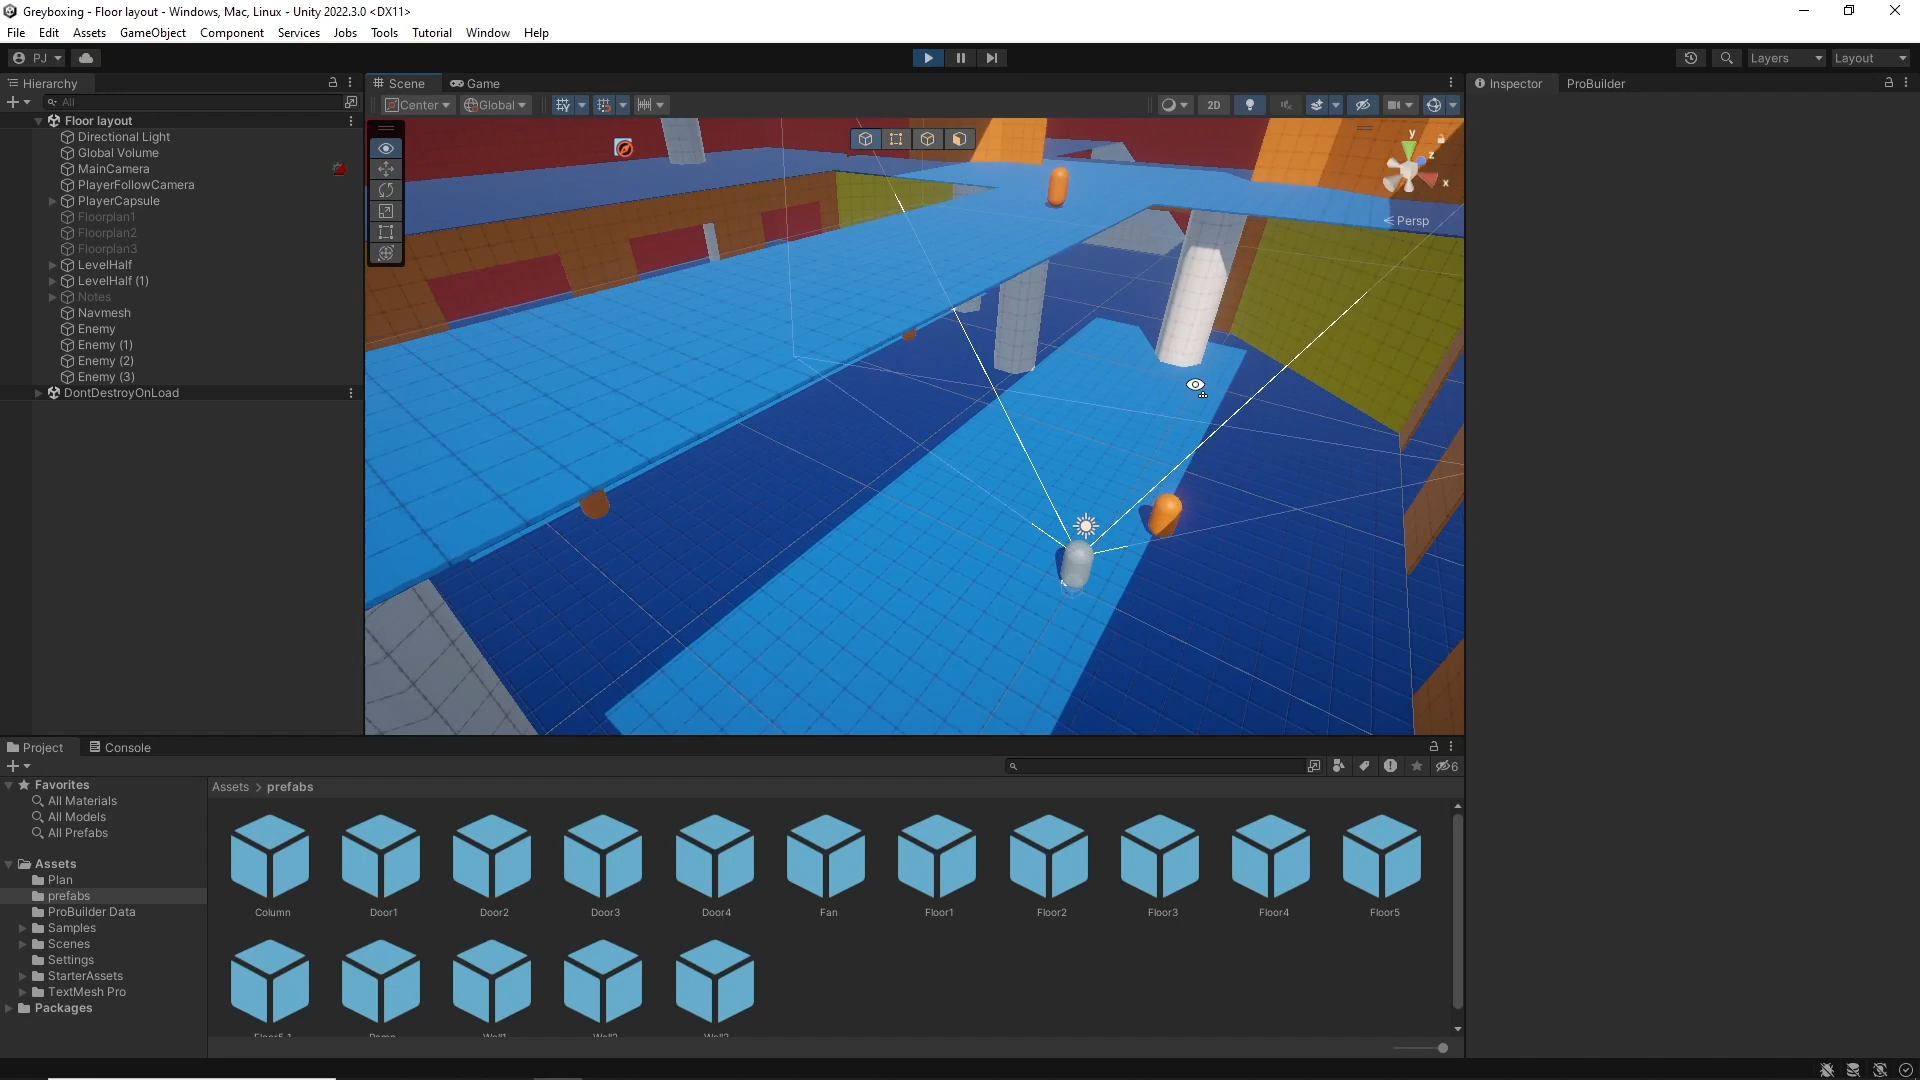 Greyboxing - Floor layout - Windows, Mac, Linux - Unity 2022.3.0 <DX11>
File Edit Assets GameObject Component Services Jobs Tools Tutorial Window Help
PJ Layers Layout
Hierarchy
All
Floor layout
Directional Light
Global Volume
MainCamera
PlayerFollowCamera
PlayerCapsule
Floorplan1
Floorplan2
Floorplan3
LevelHalf
LevelHalf (1)
Notes
Navmesh
Enemy
Enemy (1)
Enemy (2)
Enemy (3)
DontDestroyOnLoad
Scene Game
Center Global 2D
y
z
x
Persp
Inspector ProBuilder
Project Console
6
Favorites
All Materials
All Models
All Prefabs
Assets
Plan
prefabs
ProBuilder Data
Samples
Scenes
Settings
StarterAssets
TextMesh Pro
Packages
Assets > prefabs
Column Door1 Door2 Door3 Door4 Fan Floor1 Floor2 Floor3 Floor4 Floor5